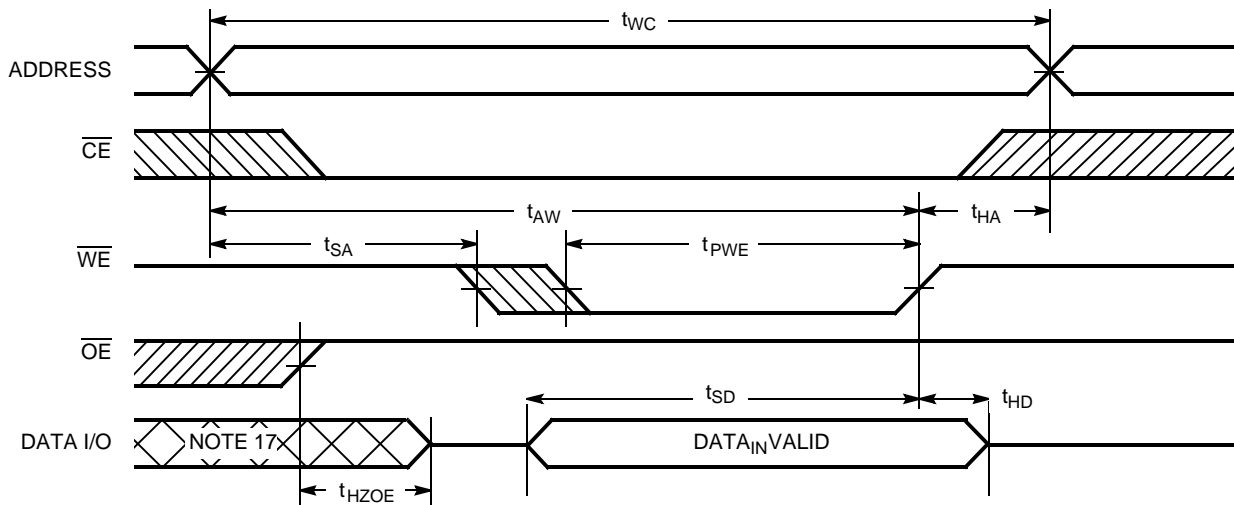 tWC
ADDRESS
CE
tAW
tHA
tSA
tPWE
WE
OE
tSD
tHD
DATA I/O
NOTE 17
DATAINVALID
tHZOE